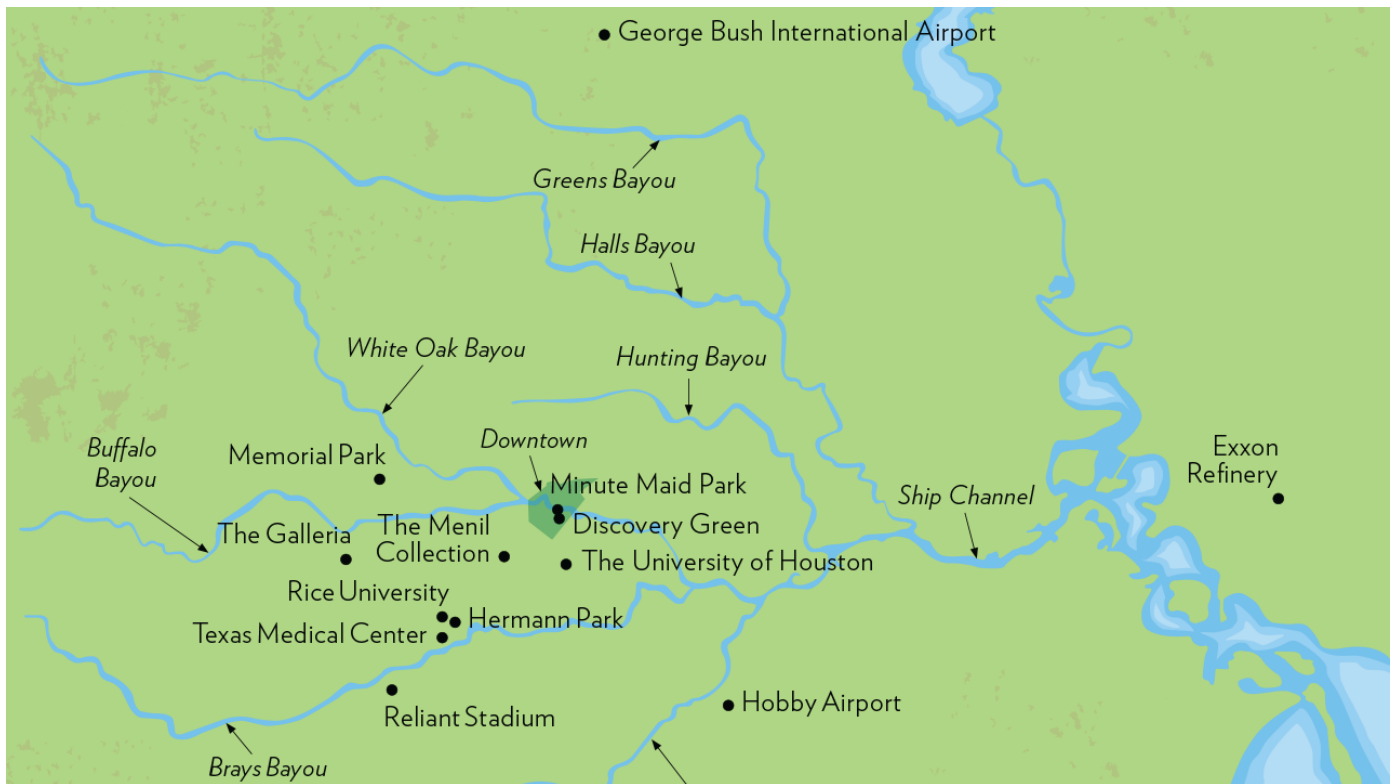 George Bush International Airport
Greens Bayou
Halls Bayou
White Oak Bayou
Hunting Bayou
Buffalo
Bayou
Memorial Park
Downtown
Minute Maid Park
Exxon
Refinery
Ship Channel
The Galleria
The Menil
Collection
Discovery Green
The University of Houston
Rice University
Hermann Park
Texas Medical Center
Reliant Stadium
Hobby Airport
Brays Bayou